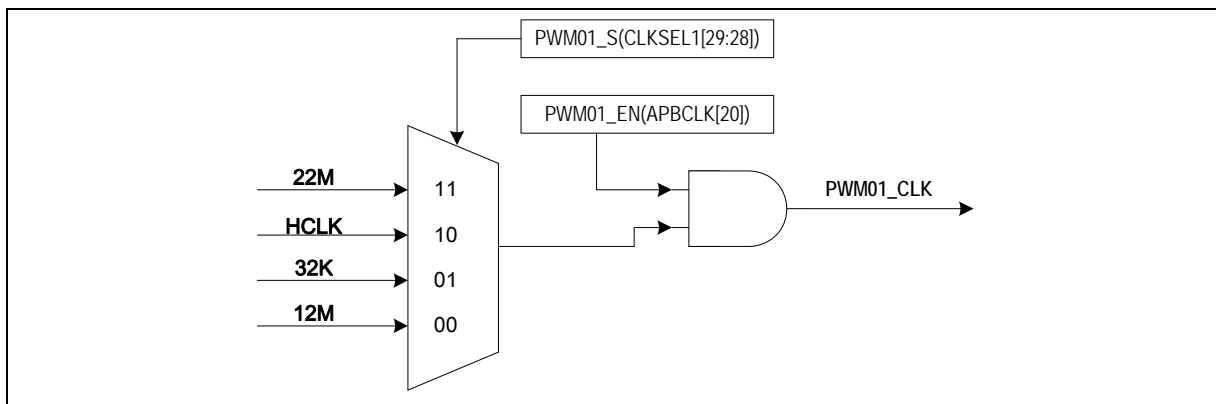 PWM01_S(CLKSEL1[29:28])
PWM01_EN(APBCLK[20])
22M
11
PWM01_CLK
HCLK
10
32K
01
12M
00